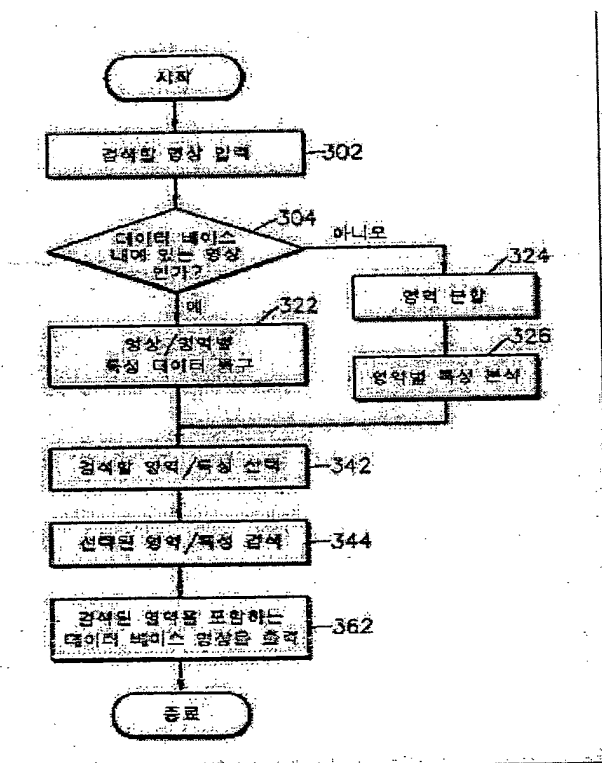 시작
검색할 영상 입력
302
304
데이터 베이스
내에 있는 영상
인가?
아니오
예
322
324
영상/영역별
특성 데이터 복구
영역 분할
326
영역별 특성 분석
검색할 영역/특성 선택
342
선택된 영역/특성 검색
344
검색된 영역을 포함하는
데이터 베이스 영상을 출력
362
종료